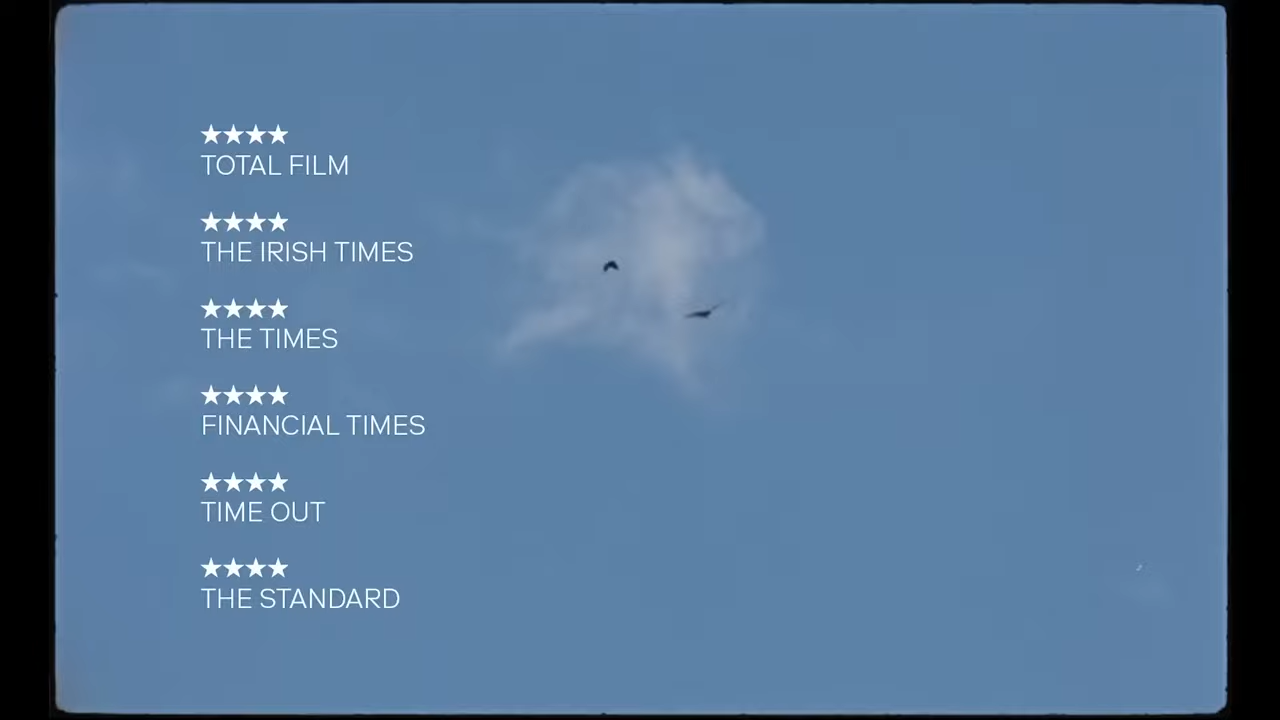 ★★★★
TOTAL FILM
★★★★
THE IRISH TIMES
★★★★
THE TIMES
★★★★
FINANCIAL TIMES
★★★★
TIME OUT
★★★★
THE STANDARD